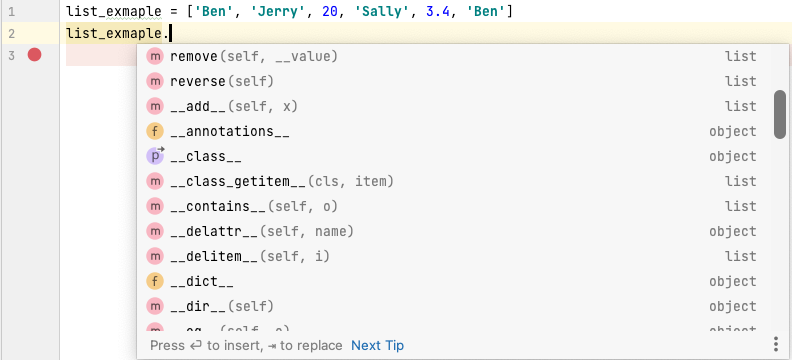 1 list_exmaple = ['Ben', 'Jerry', 20, 'Sally', 3.4, 'Ben']
2 list_exmaple.
3
m remove(self, __value) list
m reverse(self) list
m __add__(self, x) list
f __annotations__ object
p __class__ object
m __class_getitem__(cls, item) list
m __contains__(self, o) list
m __delattr__(self, name) object
m __delitem__(self, i) list
f __dict__ object
m __dir__(self) object
m __eq__(self, o) object
Press ↵ to insert, ⇥ to replace Next Tip